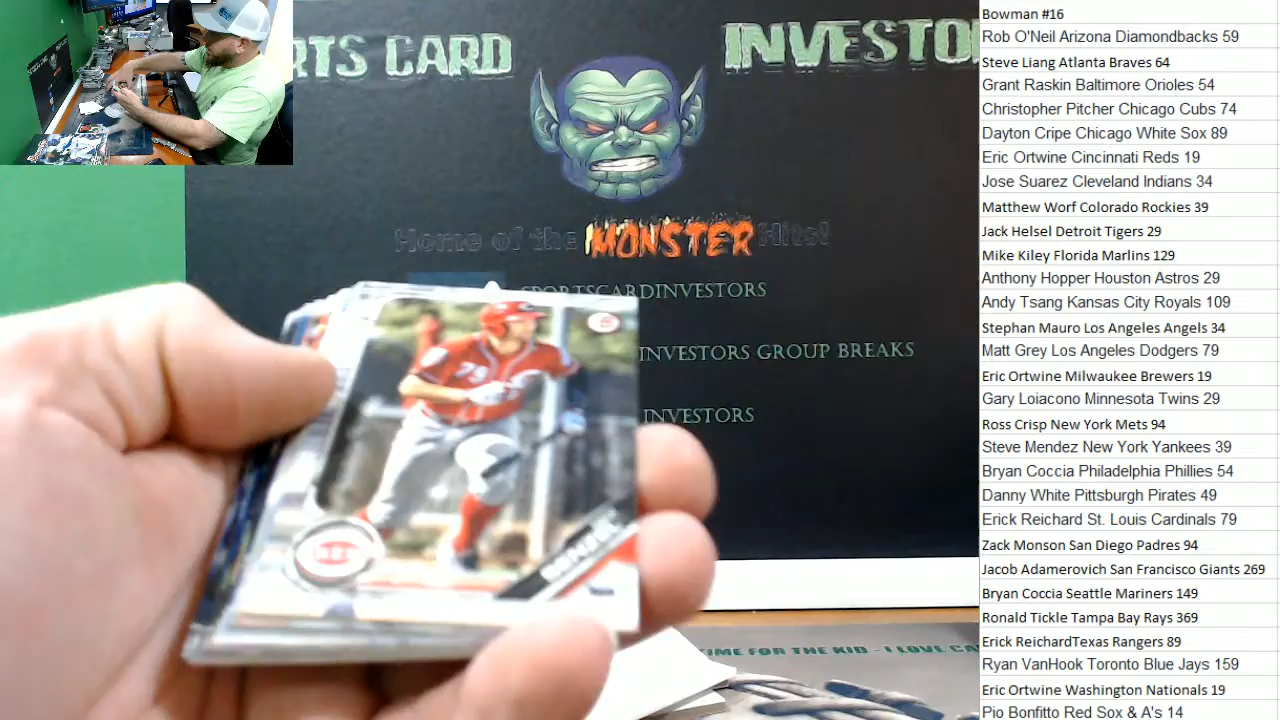 RTS CARD INVESTO
Home of the MONSTER Hits!
SPORTSCARDINVESTORS
INVESTORS GROUP BREAKS
INVESTORS
79
REDS
TIME FOR THE KID - I LOVE CA
Bowman #16
Rob O'Neil Arizona Diamondbacks 59
Steve Liang Atlanta Braves 64
Grant Raskin Baltimore Orioles 54
Christopher Pitcher Chicago Cubs 74
Dayton Cripe Chicago White Sox 89
Eric Ortwine Cincinnati Reds 19
Jose Suarez Cleveland Indians 34
Matthew Worf Colorado Rockies 39
Jack Helsel Detroit Tigers 29
Mike Kiley Florida Marlins 129
Anthony Hopper Houston Astros 29
Andy Tsang Kansas City Royals 109
Stephan Mauro Los Angeles Angels 34
Matt Grey Los Angeles Dodgers 79
Eric Ortwine Milwaukee Brewers 19
Gary Loiacono Minnesota Twins 29
Ross Crisp New York Mets 94
Steve Mendez New York Yankees 39
Bryan Coccia Philadelphia Phillies 54
Danny White Pittsburgh Pirates 49
Erick Reichard St. Louis Cardinals 79
Zack Monson San Diego Padres 94
Jacob Adamerovich San Francisco Giants 269
Bryan Coccia Seattle Mariners 149
Ronald Tickle Tampa Bay Rays 369
Erick ReichardTexas Rangers 89
Ryan VanHook Toronto Blue Jays 159
Eric Ortwine Washington Nationals 19
Pio Bonfitto Red Sox & A's 14